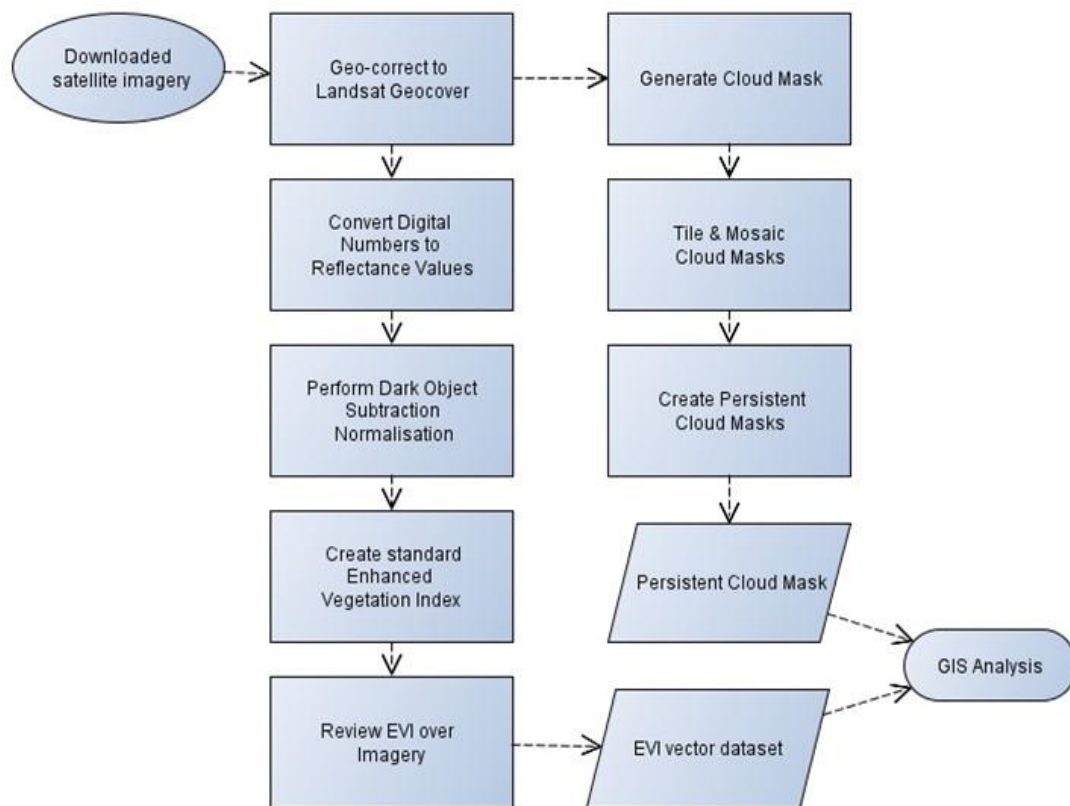 Downloaded
satellite imagery
Geo-correct to
Landsat Geocover
Generate Cloud Mask
Convert Digital
Numbers to
Reflectance Values
Tile & Mosaic
Cloud Masks
Perform Dark Object
Subtraction
Normalisation
Create Persistent
Cloud Masks
Create standard
Enhanced
Vegetation Index
Persistent Cloud Mask
GIS Analysis
Review EVI over
Imagery
EVI vector dataset